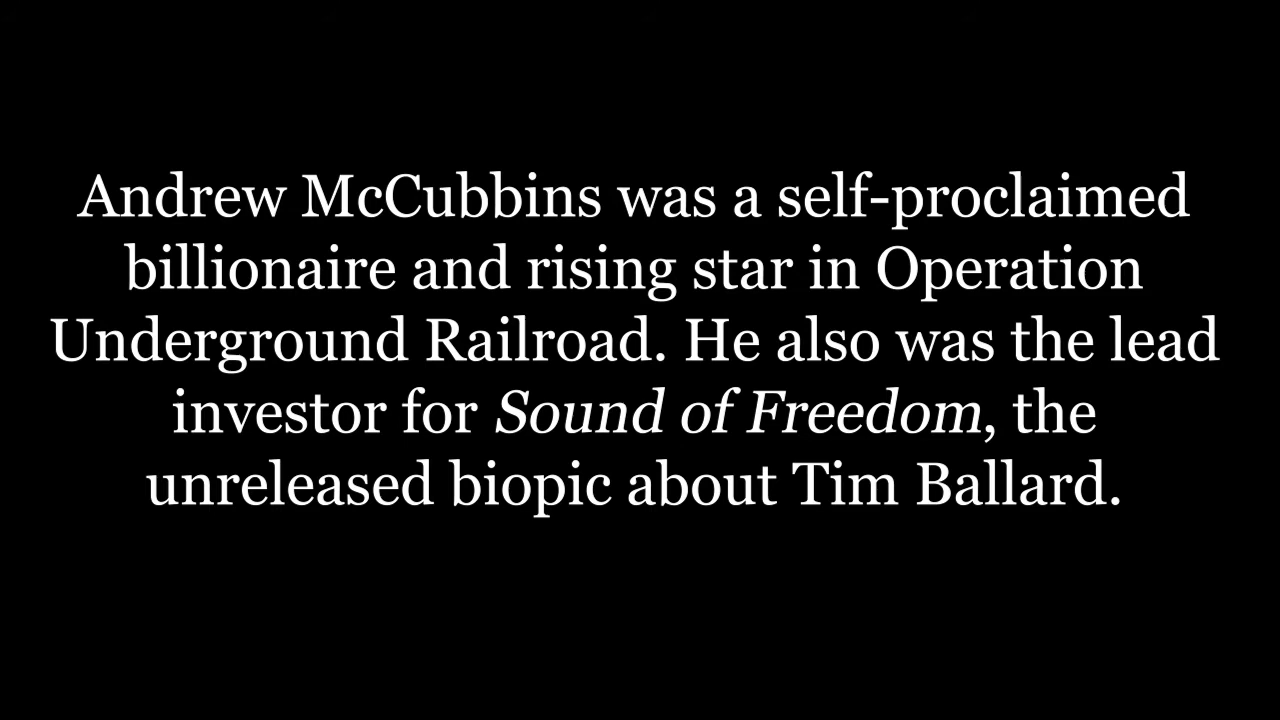 Andrew McCubbins was a self-proclaimed
billionaire and rising star in Operation
Underground Railroad. He also was the lead
investor for Sound of Freedom, the
unreleased biopic about Tim Ballard.